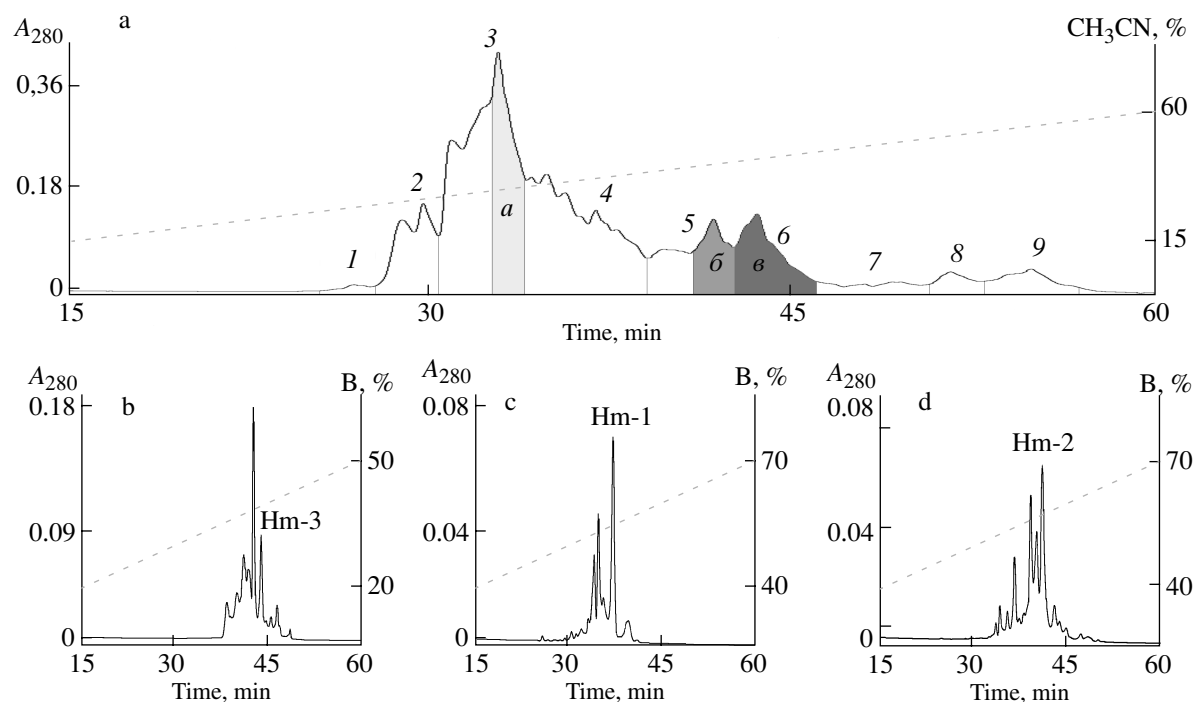 a
A280
CH3CN, %
3
0,36
60
2
0.18
а
4
5
6
15
1
б
в
7
8
9
0
15
30
45
60
Time, min
A280
B, %
0.18
b
50
0.09
Hm-3
20
0
15
30
45
60
Time, min
A280
B, %
0.08
c
Hm-1
70
0.04
40
0
15
30
45
60
Time, min
A280
B, %
0.08
d
Hm-2
70
0.04
40
0
15
30
45
60
Time, min